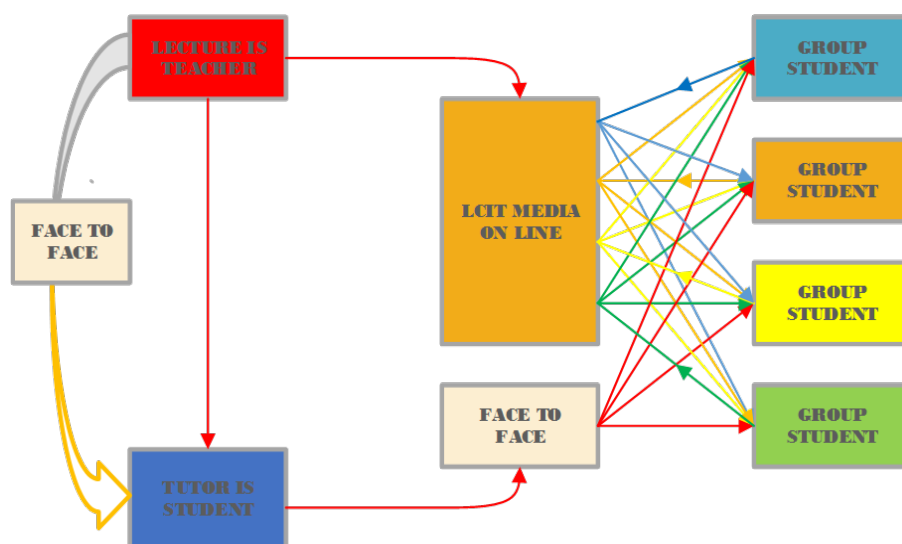 LECTURE IS
TEACHER
GROUP
STUDENT
LCIT MEDIA
ON LINE
GROUP
STUDENT
FACE TO
FACE
GROUP
STUDENT
FACE TO
FACE
GROUP
STUDENT
TUTOR IS
STUDENT